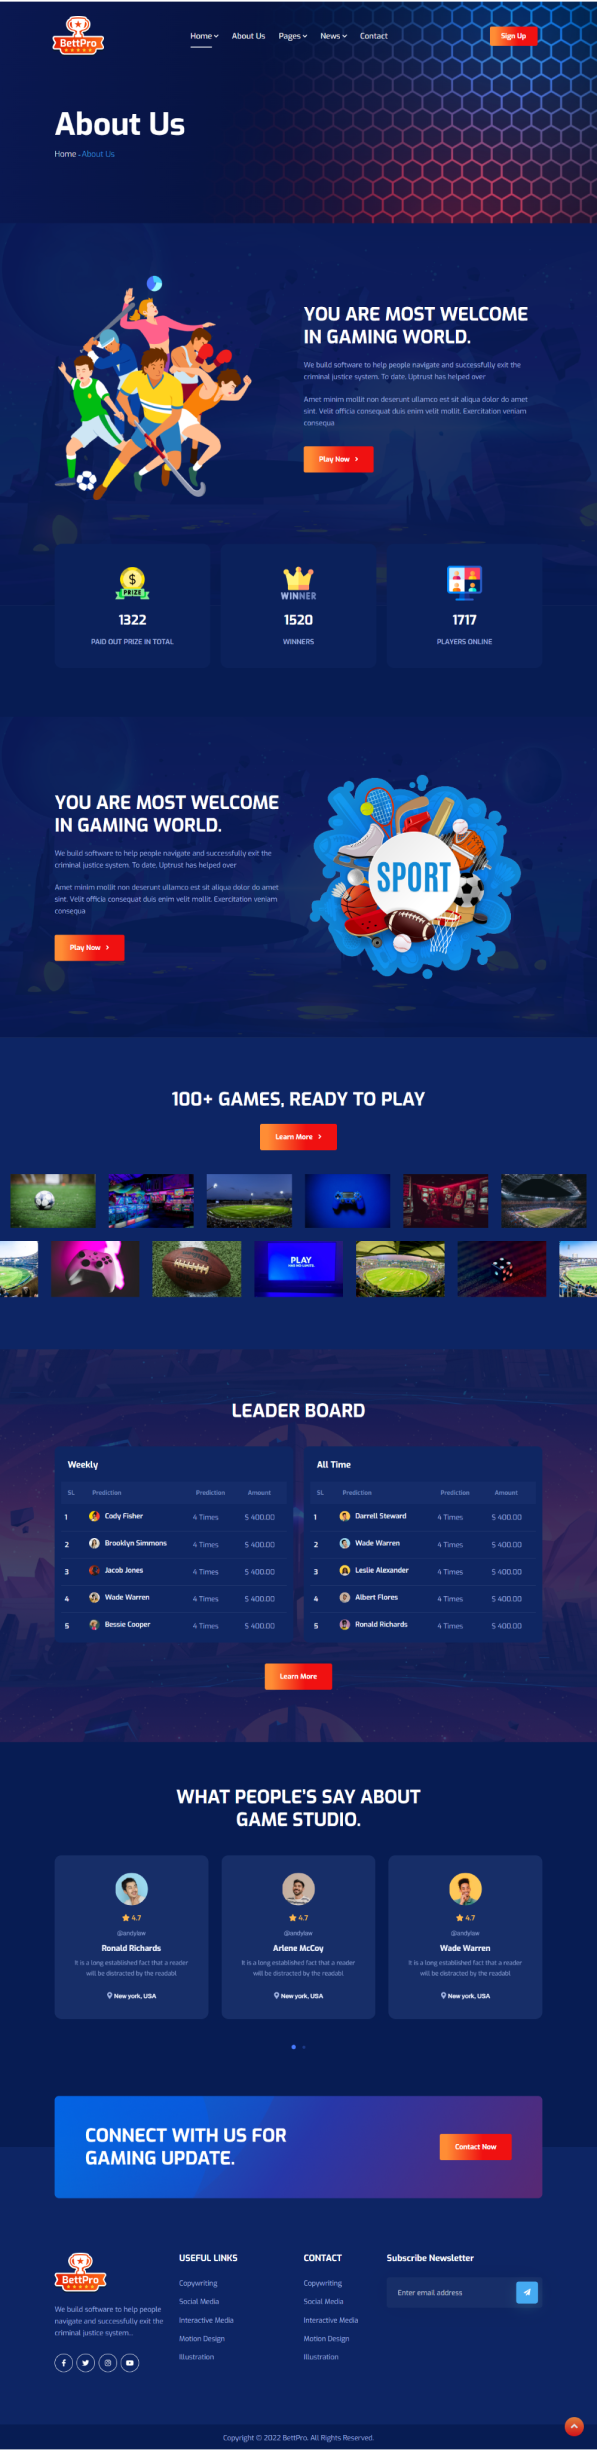 BettPro
Home
About Us
Pages
News
Contact
Sign Up
About Us
Home - About Us
YOU ARE MOST WELCOME
IN GAMING WORLD.
We build software to help people navigate and successfully exit the
criminal justice system. To date, Uptrust has helped over
Amet minim mollit non deserunt ullamco est sit aliqua dolor do amet
sint. Velit officia consequat duis enim velit mollit. Exercitation veniam
consequa
Play Now
$
PRIZE
1322
PAID OUT PRIZE IN TOTAL
WINNER
1520
WINNERS
1717
PLAYERS ONLINE
YOU ARE MOST WELCOME
IN GAMING WORLD.
We build software to help people navigate and successfully exit the
criminal justice system. To date, Uptrust has helped over
Amet minim mollit non deserunt ullamco est sit aliqua dolor do amet
sint. Velit officia consequat duis enim velit mollit. Exercitation veniam
consequa
Play Now
SPORT
100+ GAMES, READY TO PLAY
Learn More
PLAY
HAS NO LIMITS
LEADER BOARD
Weekly
SL Prediction Prediction Amount
1 Cody Fisher 4 Times $ 400.00
2 Brooklyn Simmons 4 Times $ 400.00
3 Jacob Jones 4 Times $ 400.00
4 Wade Warren 4 Times $ 400.00
5 Bessie Cooper 4 Times $ 400.00
All Time
SL Prediction Prediction Amount
1 Darrell Steward 4 Times $ 400.00
2 Wade Warren 4 Times $ 400.00
3 Leslie Alexander 4 Times $ 400.00
4 Albert Flores 4 Times $ 400.00
5 Ronald Richards 4 Times $ 400.00
Learn More
WHAT PEOPLE'S SAY ABOUT
GAME STUDIO.
4.7
@andylaw
Ronald Richards
It is a long established fact that a reader
will be distracted by the readabl
New york, USA
4.7
@andylaw
Arlene McCoy
It is a long established fact that a reader
will be distracted by the readabl
New york, USA
4.7
@andylaw
Wade Warren
It is a long established fact that a reader
will be distracted by the readabl
New york, USA
CONNECT WITH US FOR
GAMING UPDATE.
Contact Now
BettPro
We build software to help people
navigate and successfully exit the
criminal justice system...
USEFUL LINKS
Copywriting
Social Media
Interactive Media
Motion Design
Illustration
CONTACT
Copywriting
Social Media
Interactive Media
Motion Design
Illustration
Subscribe Newsletter
Enter email address
Copyright © 2022 BettPro. All Rights Reserved.